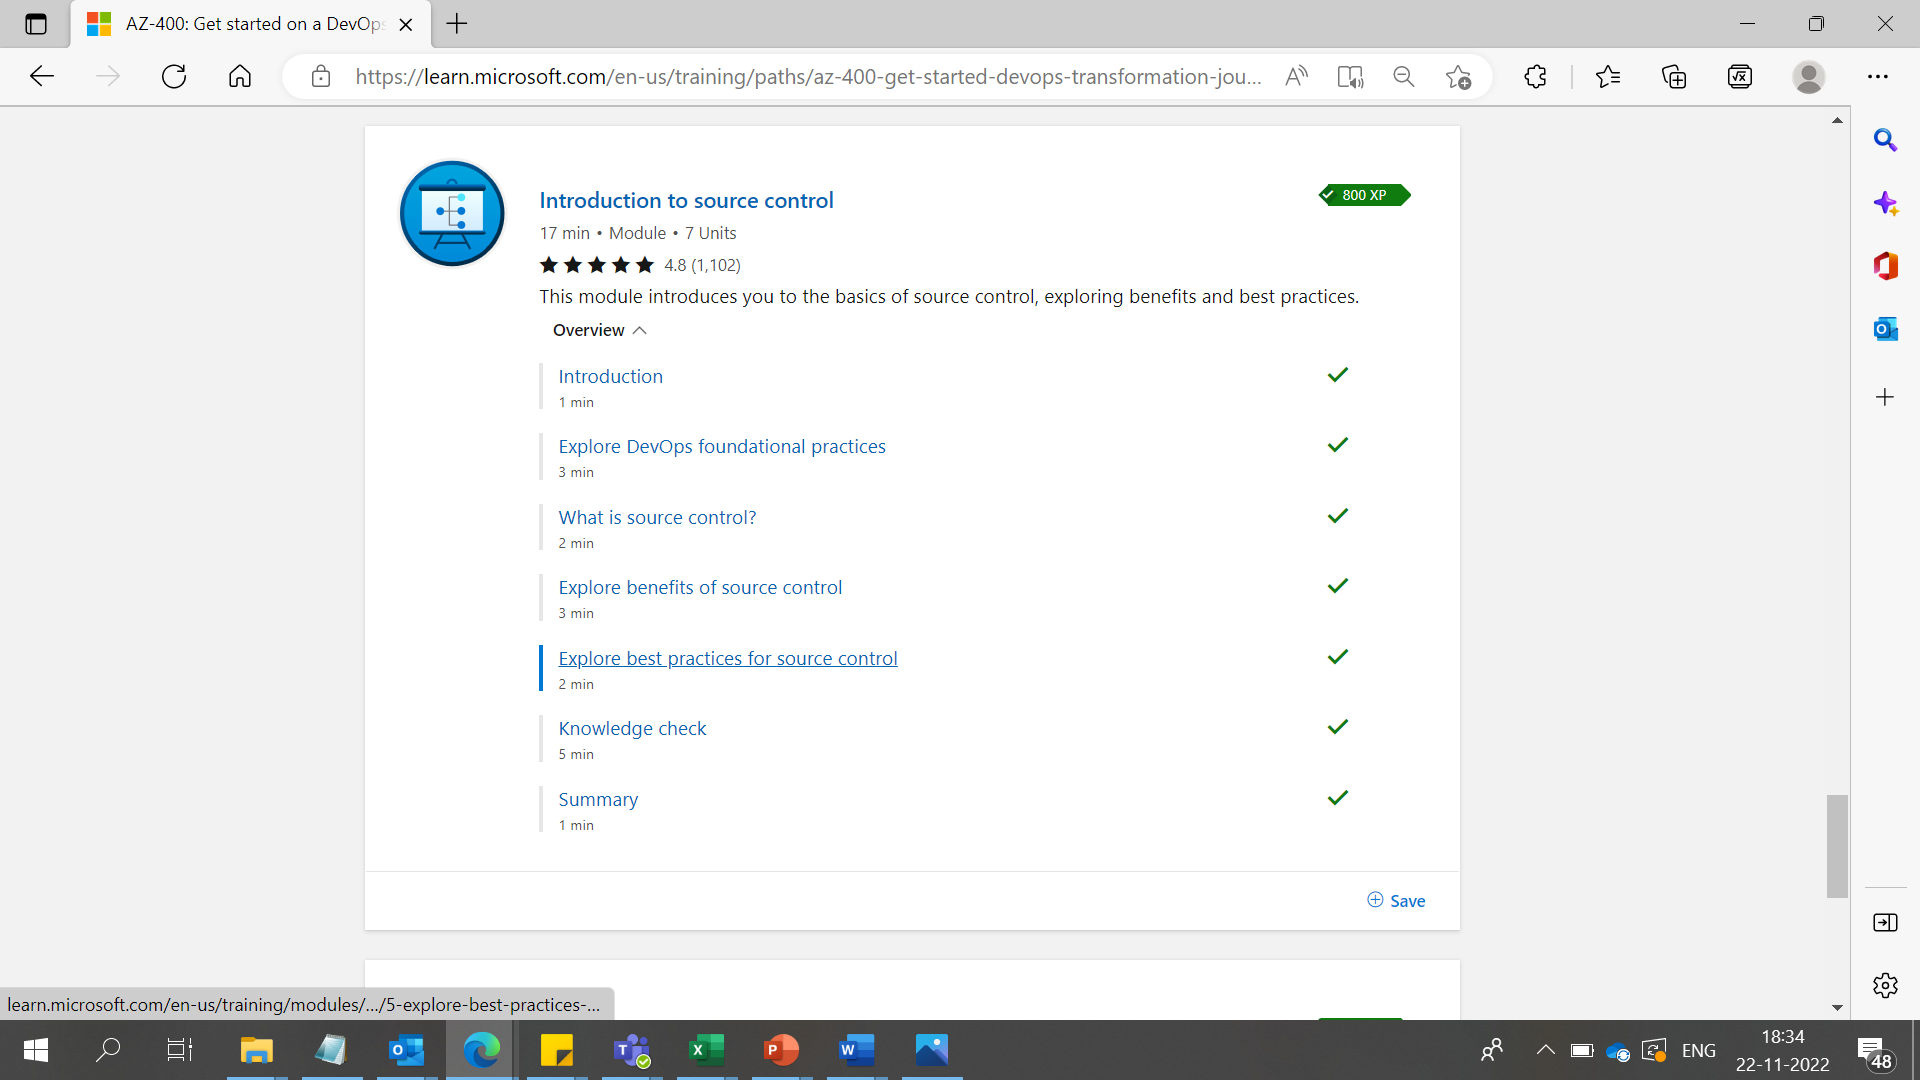 AZ-400: Get started on a DevOps
https://learn.microsoft.com/en-us/training/paths/az-400-get-started-devops-transformation-jou...
Introduction to source control
800 XP
17 min • Module • 7 Units
4.8 (1,102)
This module introduces you to the basics of source control, exploring benefits and best practices.
Overview
Introduction
1 min
Explore DevOps foundational practices
3 min
What is source control?
2 min
Explore benefits of source control
3 min
Explore best practices for source control
2 min
Knowledge check
5 min
Summary
1 min
Save
learn.microsoft.com/en-us/training/modules/.../5-explore-best-practices-...
ENG
18:34
22-11-2022
48